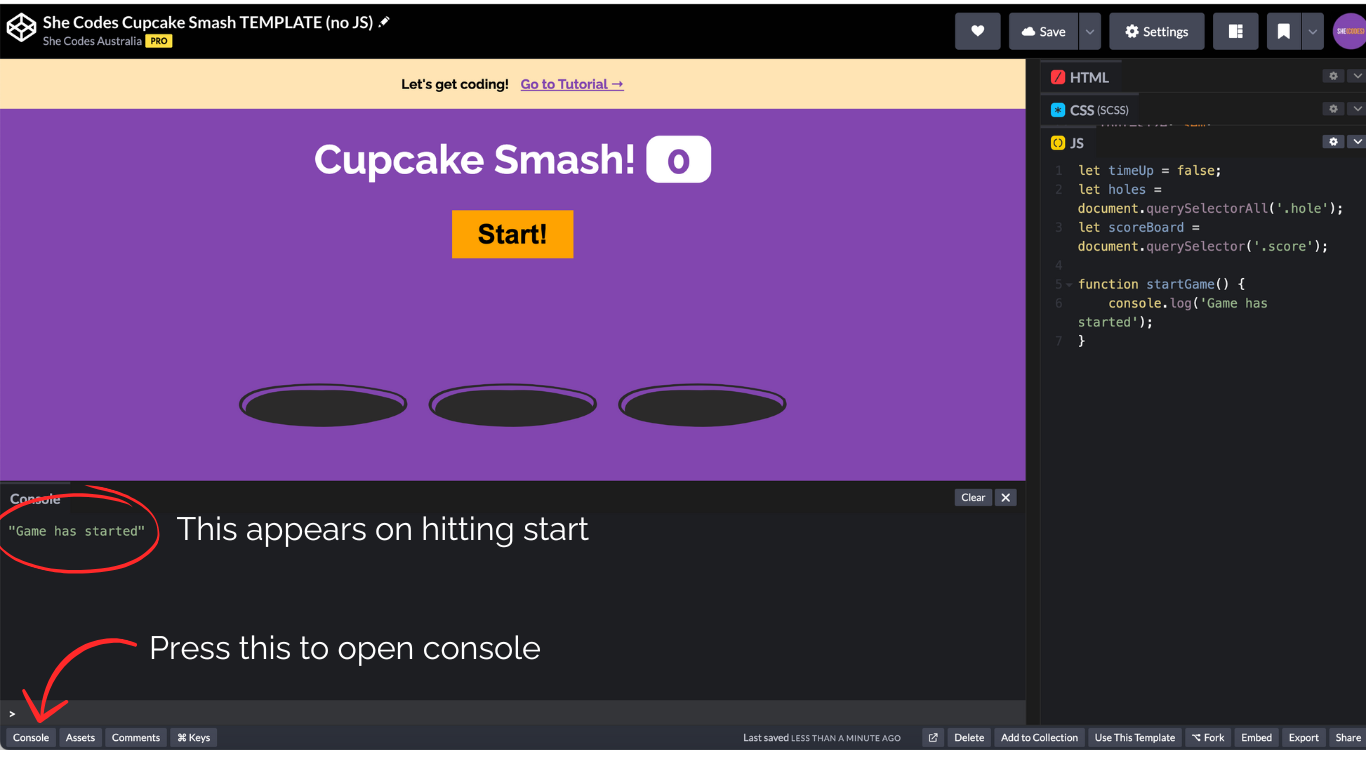 She Codes Cupcake Smash TEMPLATE (no JS)
She Codes Australia PRO
Save
Settings
SHECODES
Let's get coding! Go to Tutorial →
Cupcake Smash! 0
Start!
HTML
CSS (SCSS)
JS
1 let timeUp = false;
2 let holes =
document.querySelectorAll('.hole');
3 let scoreBoard =
document.querySelector('.score');
4
5 function startGame() {
6 console.log('Game has
started');
7 }
Console
Clear X
"Game has started"
This appears on hitting start
Press this to open console
>
Console Assets Comments ⌘ Keys
Last saved LESS THAN A MINUTE AGO
Delete Add to Collection Use This Template ⌥ Fork Embed Export Share